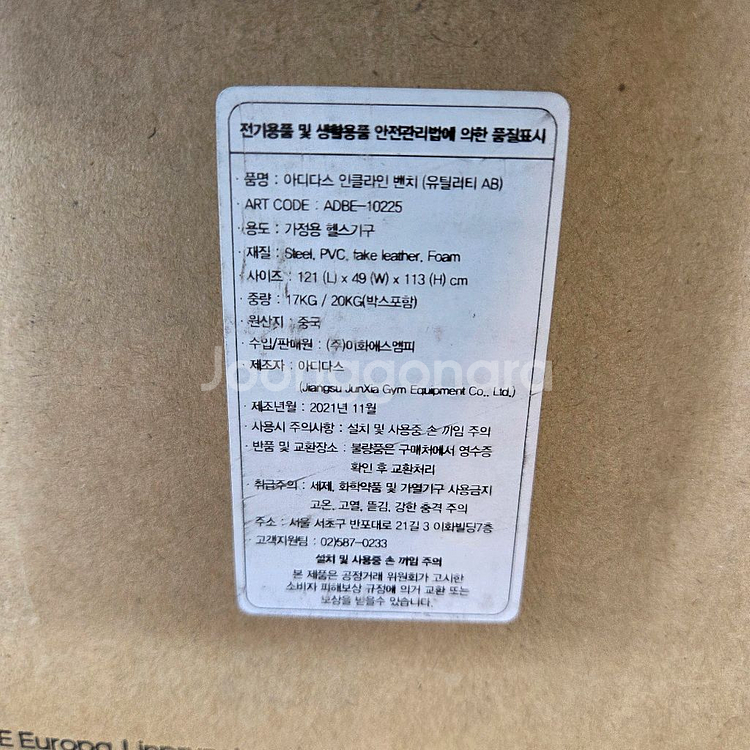 전기용품 및 생활용품 안전관리법에 의한 품질표시
· 품명 : 아디다스 인클라인 벤치 (유틸리티 AB)
· ART CODE : ADBE-10225
· 용도 : 가정용 헬스기구
· 재질 : Steel, PVC, fake leather, Foam
· 사이즈 : 121 (L) x 49 (W) x 113 (H) cm
· 중량 : 17KG / 20KG(박스포함)
· 원산지 : 중국
· 수입/판매원 : (주)이화에스엠피
· 제조자 : 아디다스
(Jiangsu JunXia Gym Equipment Co., Ltd.)
· 제조년월 : 2021년 11월
· 사용시 주의사항 : 설치 및 사용중 손 끼임 주의
· 반품 및 교환장소 : 불량품은 구매처에서 영수증
확인 후 교환처리
· 취급주의 : 세제, 화학약품 및 가열기구 사용금지
고온, 고열, 뜰김, 강한 충격 주의
· 주소 : 서울 서초구 반포대로 21길 3 이화빌딩7층
· 고객지원팀 : 02)587-0233
설치 및 사용중 손 끼임 주의
본 제품은 공정거래 위원회가 고시한
소비자 피해보상 규정에 의거 교환 또는
보상을 받을수 있습니다.
Joonggonara
E Europa